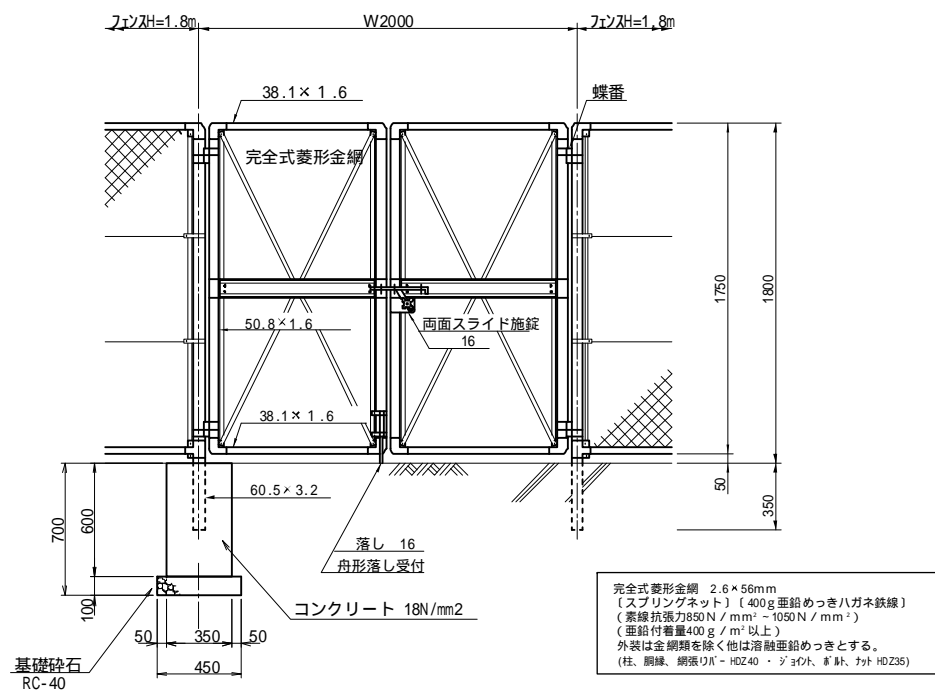 フェンスH=1.8m
W2000
フェンスH=1.8m
38.1×1.6
蝶番
完全式菱形金網
1750
1800
50.8×1.6
両面スライド施錠
16
38.1×1.6
50
350
60.5×3.2
700
600
100
落し 16
舟形落し受付
コンクリート 18N/mm2
50
350
50
450
基礎砕石
RC-40
完全式菱形金網 2.6×56mm
〔スプリングネット〕〔400g亜鉛めっきハガネ鉄線〕
(素線抗張力850N/mm²~1050N/mm²)
(亜鉛付着量400g/m²以上)
外装は金網類を除く他は溶融亜鉛めっきとする。
(柱、胴縁、網張リバー HDZ40 ・ ジョイント、ボルト、ナット HDZ35)